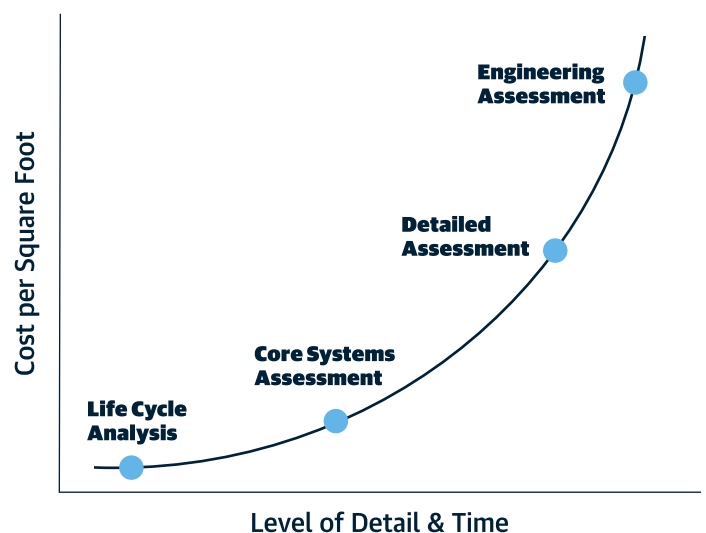 Engineering
Assessment
Detailed
Assessment
Core Systems
Assessment
Life Cycle
Analysis
Cost per Square Foot
Level of Detail & Time